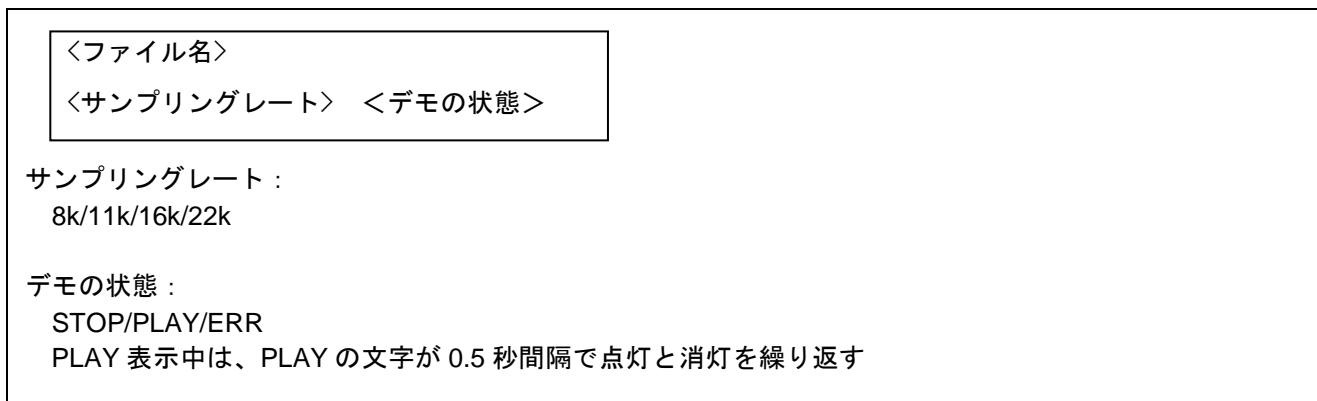 〈ファイル名〉
〈サンプリングレート〉 ＜デモの状態＞
サンプリングレート：
8k/11k/16k/22k
デモの状態：
STOP/PLAY/ERR
PLAY 表示中は、PLAY の文字が 0.5 秒間隔で点灯と消灯を繰り返す